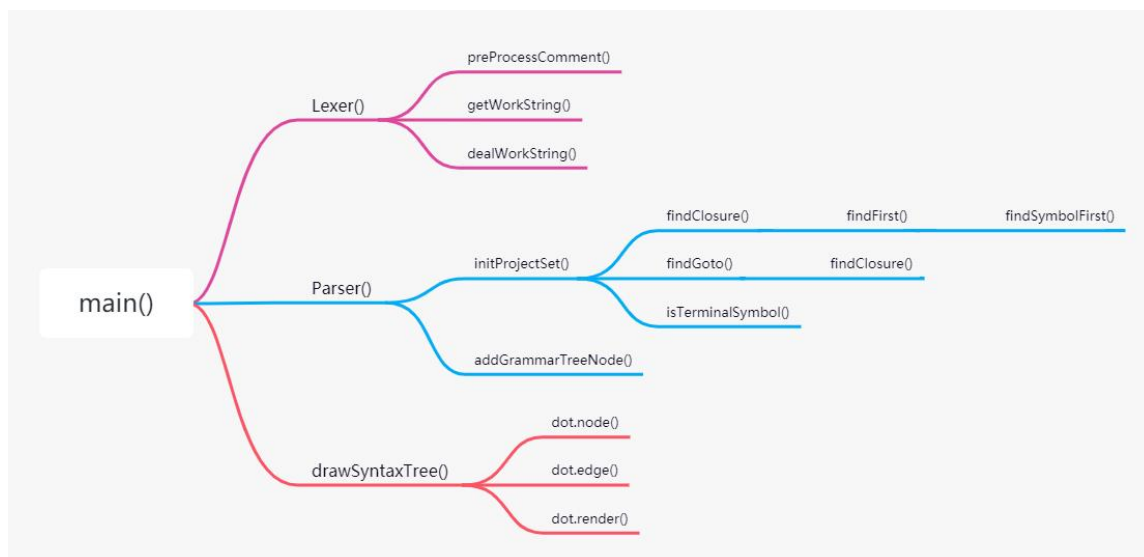 main()
Lexer()
preProcessComment()
getWorkString()
dealWorkString()
Parser()
initProjectSet()
findClosure()
findFirst()
findSymbolFirst()
findGoto()
findClosure()
isTerminalSymbol()
addGrammarTreeNode()
drawSyntaxTree()
dot.node()
dot.edge()
dot.render()